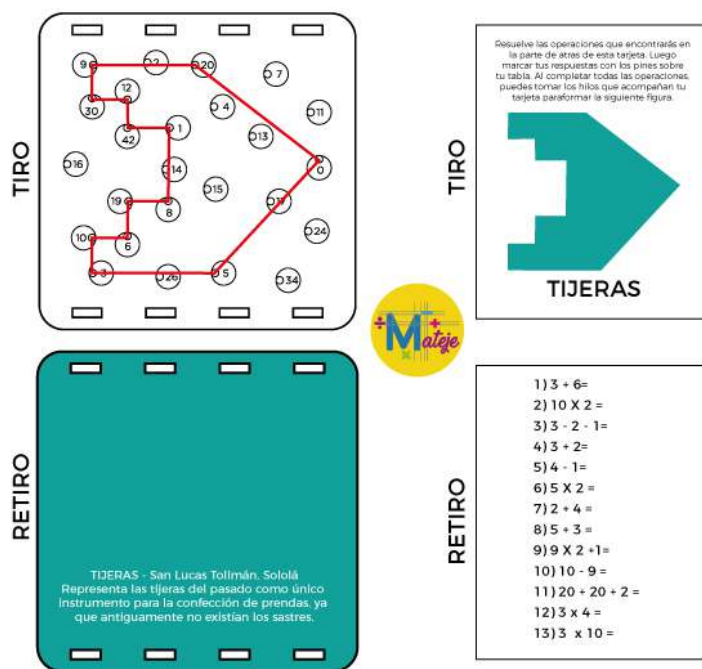 TIRO
9
2
20
7
12
30
4
11
42
1
13
0
16
14
15
19
8
17
24
10
6
3
26
5
34
TIRO
Resuelve las operaciones que encontrarás en
la parte de atras de esta tarjeta. Luego
marcar tus respuestas con los pines sobre
tu tabla. Al completar todas las operaciones,
puedes tomar los hilos que acompañan tu
tarjeta paraformar la siguiente figura.
TIJERAS
÷ M + x ateje
RETIRO
TIJERAS - San Lucas Tolimán, Sololá
Representa las tijeras del pasado como único
instrumento para la confección de prendas, ya
que antiguamente no existían los sastres.
RETIRO
1) 3 + 6=
2) 10 X 2 =
3) 3 - 2 - 1=
4) 3 + 2=
5) 4 - 1=
6) 5 X 2 =
7) 2 + 4 =
8) 5 + 3 =
9) 9 X 2 +1=
10) 10 - 9 =
11) 20 + 20 + 2 =
12) 3 x 4 =
13) 3 x 10 =